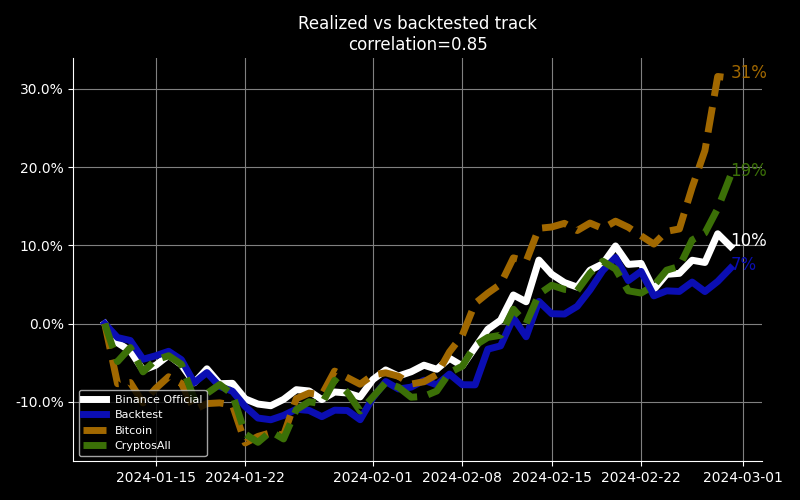 Realized vs backtested track
correlation=0.85
30.0%
20.0%
10.0%
0.0%
-10.0%
31%
19%
10%
7%
Binance Official
Backtest
Bitcoin
CryptosAll
2024-01-15
2024-01-22
2024-02-01
2024-02-08
2024-02-15
2024-02-22
2024-03-01